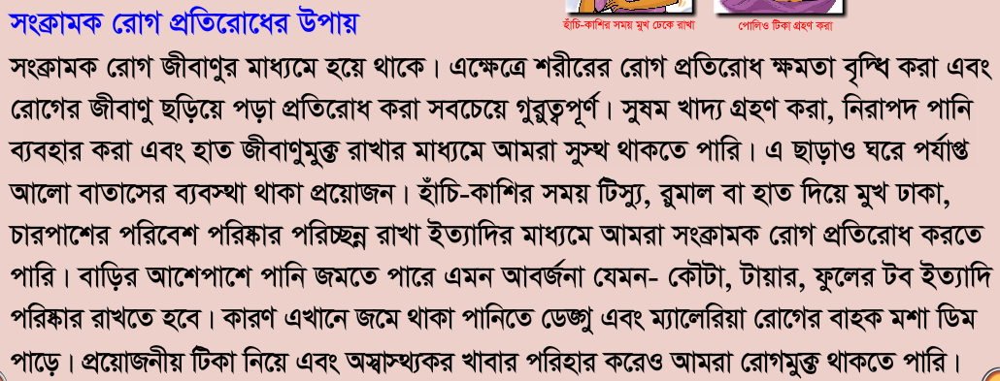 হাঁচি-কাশির সময় মুখ ঢেকে রাখা
পোলিও টিকা গ্রহণ করা
সংক্রামক রোগ প্রতিরোধের উপায়
সংক্রামক রোগ জীবাণুর মাধ্যমে হয়ে থাকে। এক্ষেত্রে শরীরের রোগ প্রতিরোধ ক্ষমতা বৃদ্ধি করা এবং
রোগের জীবাণু ছড়িয়ে পড়া প্রতিরোধ করা সবচেয়ে গুরুত্বপূর্ণ। সুষম খাদ্য গ্রহণ করা, নিরাপদ পানি
ব্যবহার করা এবং হাত জীবাণুমুক্ত রাখার মাধ্যমে আমরা সুস্থ থাকতে পারি। এ ছাড়াও ঘরে পর্যাপ্ত
আলো বাতাসের ব্যবস্থা থাকা প্রয়োজন। হাঁচি-কাশির সময় টিস্যু, রুমাল বা হাত দিয়ে মুখ ঢাকা,
চারপাশের পরিবেশ পরিষ্কার পরিচ্ছন্ন রাখা ইত্যাদির মাধ্যমে আমরা সংক্রামক রোগ প্রতিরোধ করতে
পারি। বাড়ির আশেপাশে পানি জমতে পারে এমন আবর্জনা যেমন- কৌটা, টায়ার, ফুলের টব ইত্যাদি
পরিষ্কার রাখতে হবে। কারণ এখানে জমে থাকা পানিতে ডেঙ্গু এবং ম্যালেরিয়া রোগের বাহক মশা ডিম
পাড়ে। প্রয়োজনীয় টিকা নিয়ে এবং অস্বাস্থ্যকর খাবার পরিহার করেও আমরা রোগমুক্ত থাকতে পারি।